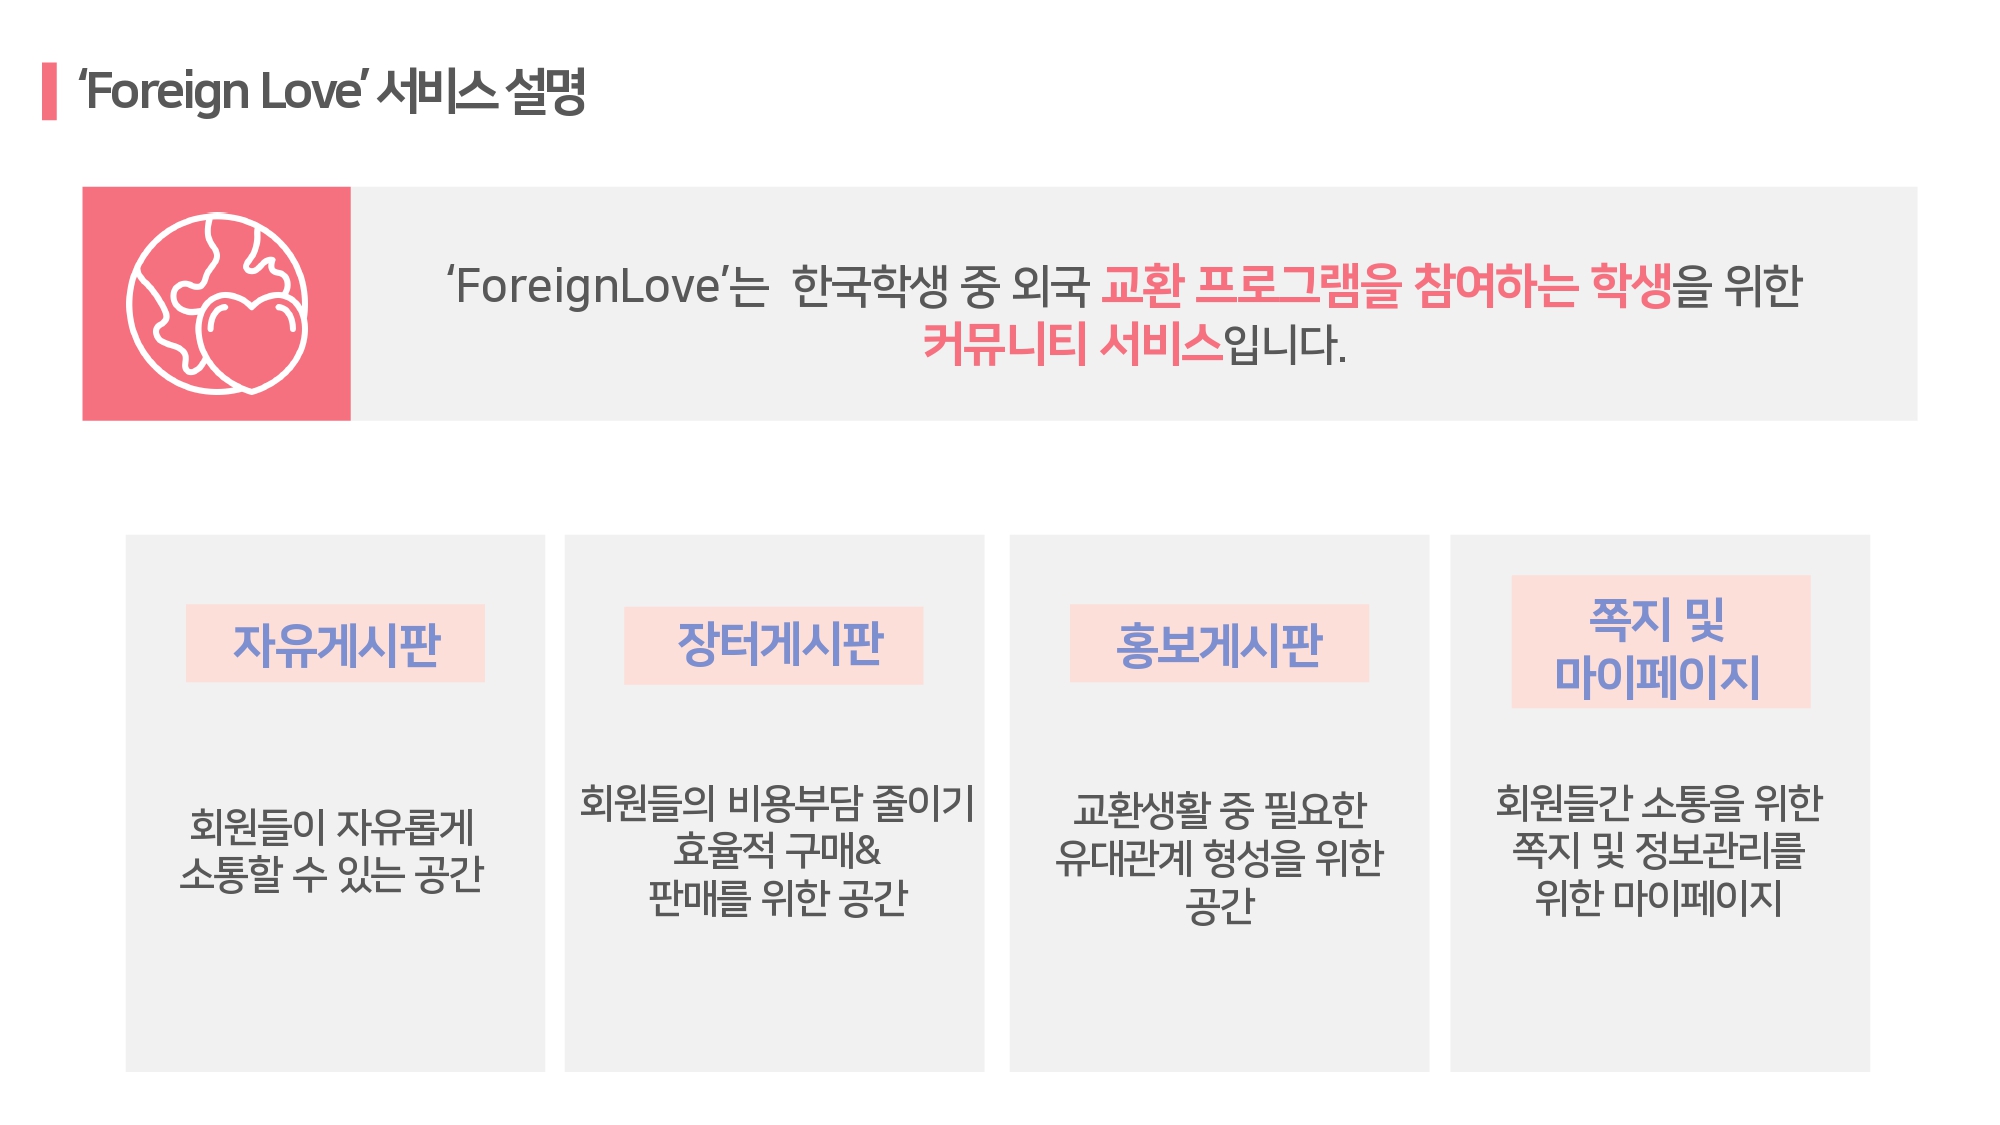 ‘Foreign Love’ 서비스 설명
‘ForeignLove’는 한국학생 중 외국 교환 프로그램을 참여하는 학생을 위한
커뮤니티 서비스입니다.
자유게시판
회원들이 자유롭게
소통할 수 있는 공간
장터게시판
회원들의 비용부담 줄이기
효율적 구매&
판매를 위한 공간
홍보게시판
교환생활 중 필요한
유대관계 형성을 위한
공간
쪽지 및
마이페이지
회원들간 소통을 위한
쪽지 및 정보관리를
위한 마이페이지